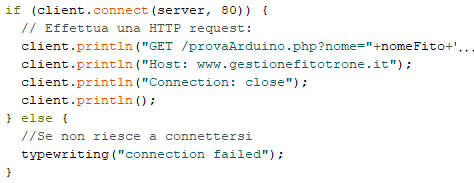 if (client.connect(server, 80)) {
// Effettua una HTTP request:
client.println("GET /provaArduino.php?nome="+nomeFito+"...
client.println("Host: www.gestionefitotrone.it");
client.println("Connection: close");
client.println();
} else {
//Se non riesce a connettersi
typewriting("connection failed");
}